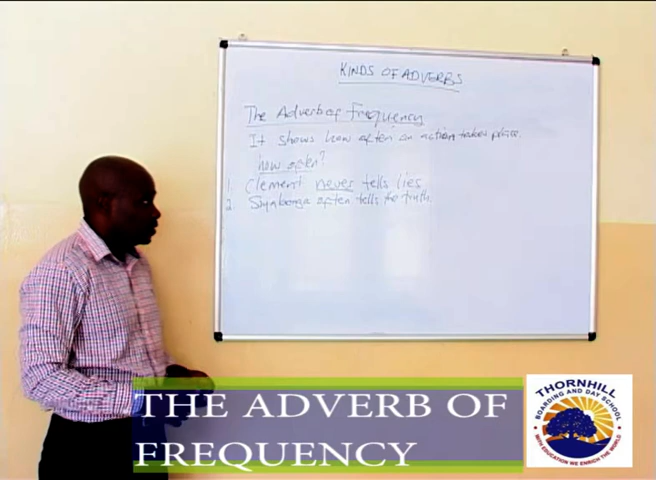 KINDS OF ADVERBS
The Adverb of Frequency
It shows how often an action takes place.
how often?
1. Clement never tells lies
2. often tells the truth.
THE ADVERB OF
FREQUENCY
THORNHILL
BOARDING AND DAY SCHOOL
WITH EDUCATION WE ENRICH THE WORLD